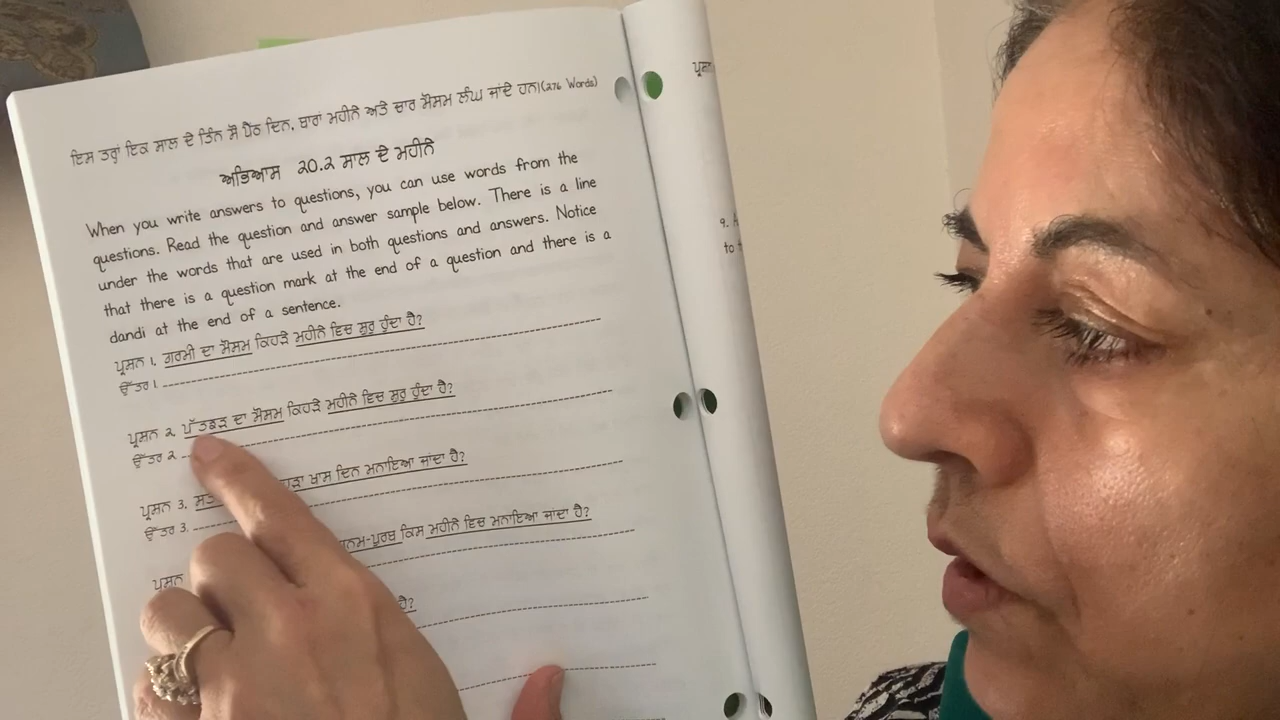 ਇਸ ਤਰ੍ਹਾਂ ਇਕ ਸਾਲ ਦੇ ਤਿੰਨ ਸੌ ਪੈਂਠ ਦਿਨ, ਬਾਰਾਂ ਮਹੀਨੇ ਅਤੇ ਚਾਰ ਮੌਸਮ ਲੰਘ ਜਾਂਦੇ ਹਨ।(276 Words)
ਅਭਿਆਸ 20.2 ਸਾਲ ਦੇ ਮਹੀਨੇ
When you write answers to questions, you can use words from the
questions. Read the question and answer sample below. There is a line
under the words that are used in both questions and answers. Notice
that there is a question mark at the end of a question and there is a
dandi at the end of a sentence.
ਪ੍ਰਸ਼ਨ 1. ਗਰਮੀ ਦਾ ਮੌਸਮ ਕਿਹੜੇ ਮਹੀਨੇ ਵਿਚ ਸ਼ੁਰੂ ਹੁੰਦਾ ਹੈ?
ਉੱਤਰ 1.
ਪ੍ਰਸ਼ਨ 2. ਪੱਤਝੜ ਦਾ ਮੌਸਮ ਕਿਹੜੇ ਮਹੀਨੇ ਵਿਚ ਸ਼ੁਰੂ ਹੁੰਦਾ ਹੈ?
ਉੱਤਰ 2.
ਪ੍ਰਸ਼ਨ 3. ਖਾਸ ਦਿਨ ਮਨਾਇਆ ਜਾਂਦਾ ਹੈ?
ਉੱਤਰ 3.
ਪ੍ਰਸ਼ਨ ਕਿਸ ਮਹੀਨੇ ਵਿਚ ਮਨਾਇਆ ਜਾਂਦਾ ਹੈ?
ਹੈ?
9.
to